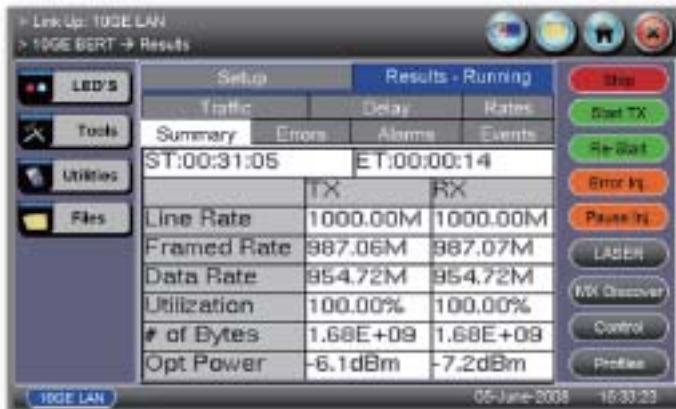 > Link Up: 10GE LAN
> 10GE BERT → Results
LED'S
Tools
Utilities
Files
Setup Results - Running
Traffic Delay Rates
Summary Errors Alarms Events
ST:00:31:05 ET:00:00:14
TX RX
Line Rate 1000.00M 1000.00M
Framed Rate 987.06M 987.07M
Data Rate 954.72M 954.72M
Utilization 100.00% 100.00%
# of Bytes 1.68E+09 1.68E+09
Opt Power -6.1dBm -7.2dBm
Stop
Start TX
Re-Start
Error Inj.
Pause Inj.
LASER
MX Discover
Control
Profiles
10GE LAN 05-June-2008 16:33:23